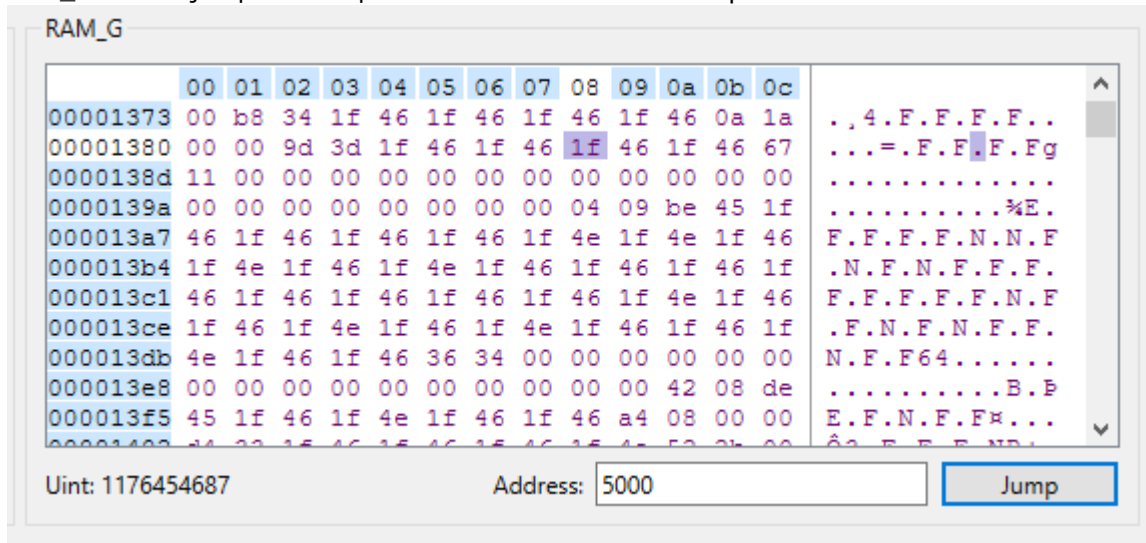 RAM_G
00 01 02 03 04 05 06 07 08 09 0a 0b 0c
00001373 00 b8 34 1f 46 1f 46 1f 46 1f 46 0a 1a . ¸ 4 . F . F . F . F . .
00001380 00 00 9d 3d 1f 46 1f 46 1f 46 1f 46 67 . . . = . F . F . F . F g
0000138d 11 00 00 00 00 00 00 00 00 00 00 00 00 . . . . . . . . . . . . .
0000139a 00 00 00 00 00 00 00 00 04 09 be 45 1f . . . . . . . . . . ¾ E .
000013a7 46 1f 46 1f 46 1f 46 1f 4e 1f 4e 1f 46 F . F . F . F . N . N . F
000013b4 1f 4e 1f 46 1f 4e 1f 46 1f 46 1f 46 1f . N . F . N . F . F . F .
000013c1 46 1f 46 1f 46 1f 46 1f 46 1f 4e 1f 46 F . F . F . F . F . N . F
000013ce 1f 46 1f 4e 1f 46 1f 4e 1f 46 1f 46 1f . F . N . F . N . F . F .
000013db 4e 1f 46 1f 46 36 34 00 00 00 00 00 00 N . F . F 6 4 . . . . . .
000013e8 00 00 00 00 00 00 00 00 00 00 42 08 de . . . . . . . . . . B . Þ
000013f5 45 1f 46 1f 4e 1f 46 1f 46 a4 08 00 00 E . F . N . F . F ¤ . . .
Uint: 1176454687 Address: 5000 Jump